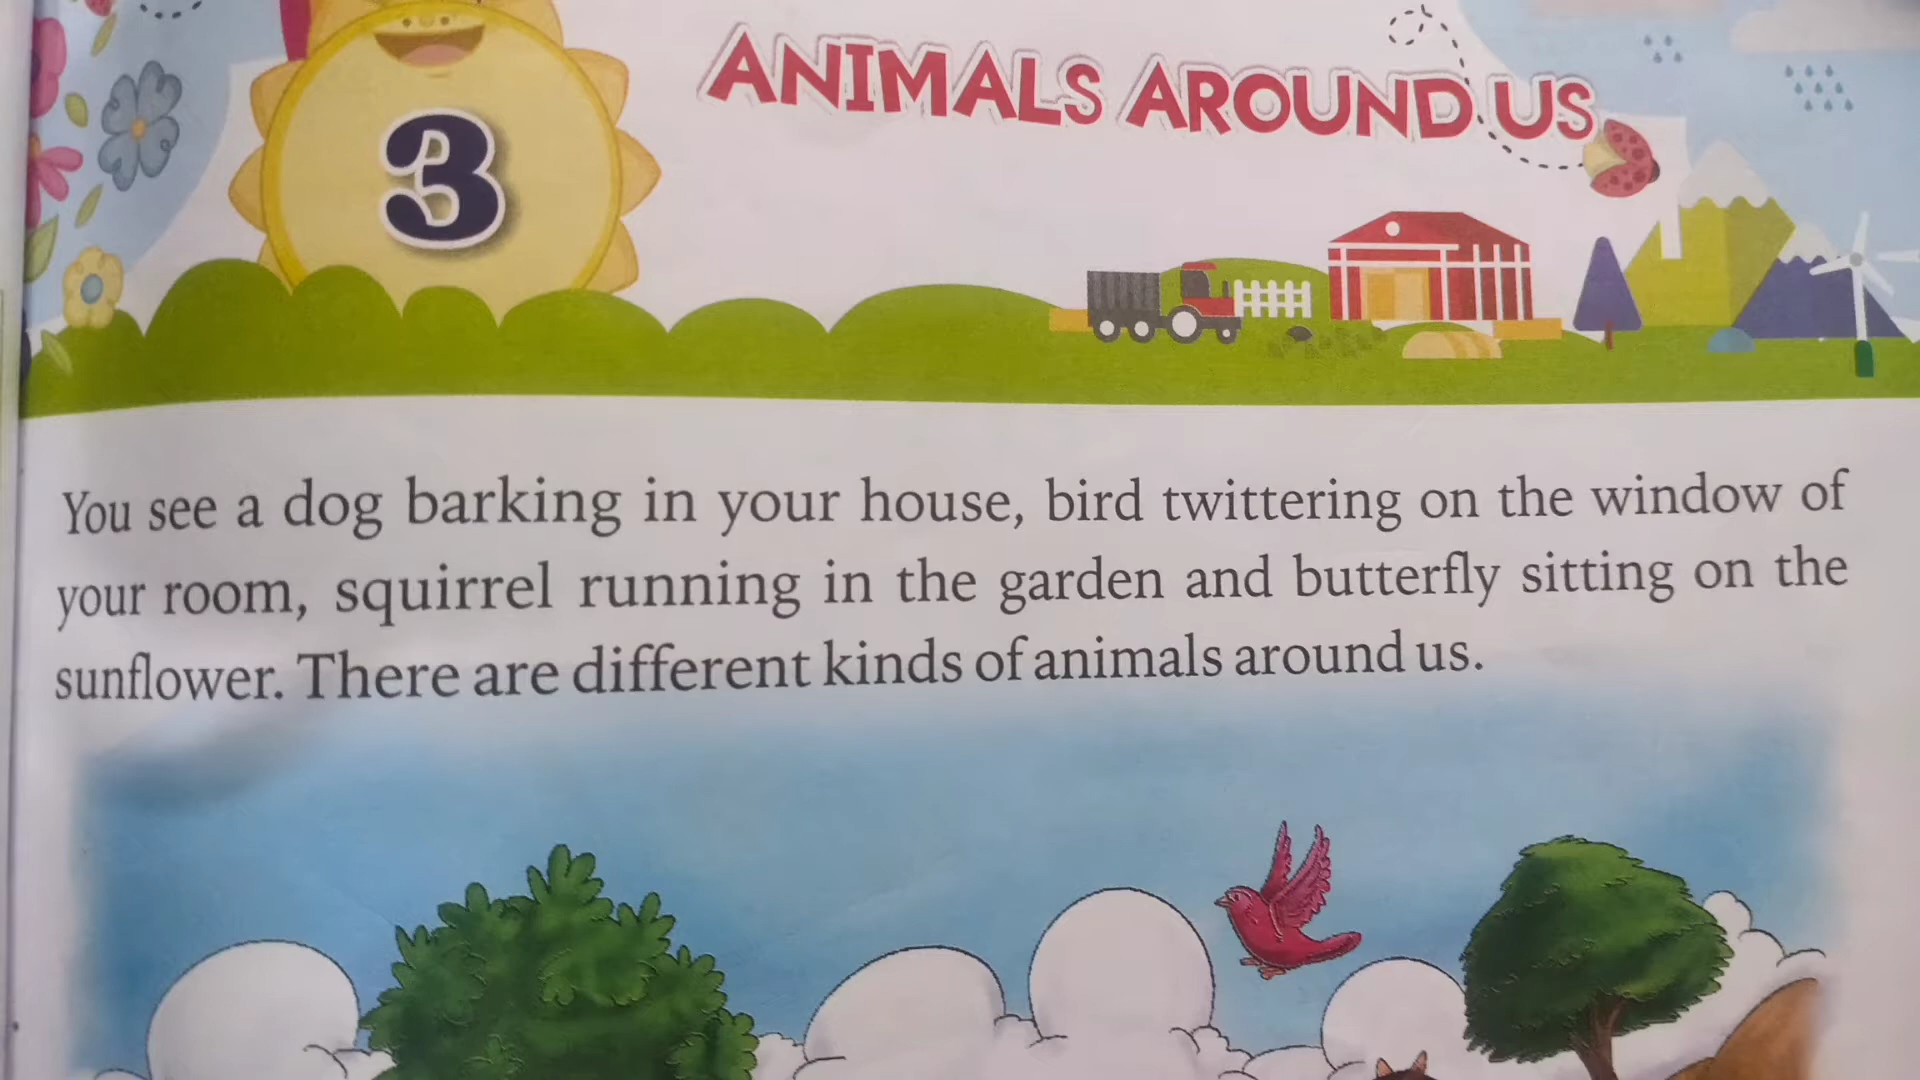 3
ANIMALS AROUND US
You see a dog barking in your house, bird twittering on the window of
your room, squirrel running in the garden and butterfly sitting on the
sunflower. There are different kinds of animals around us.